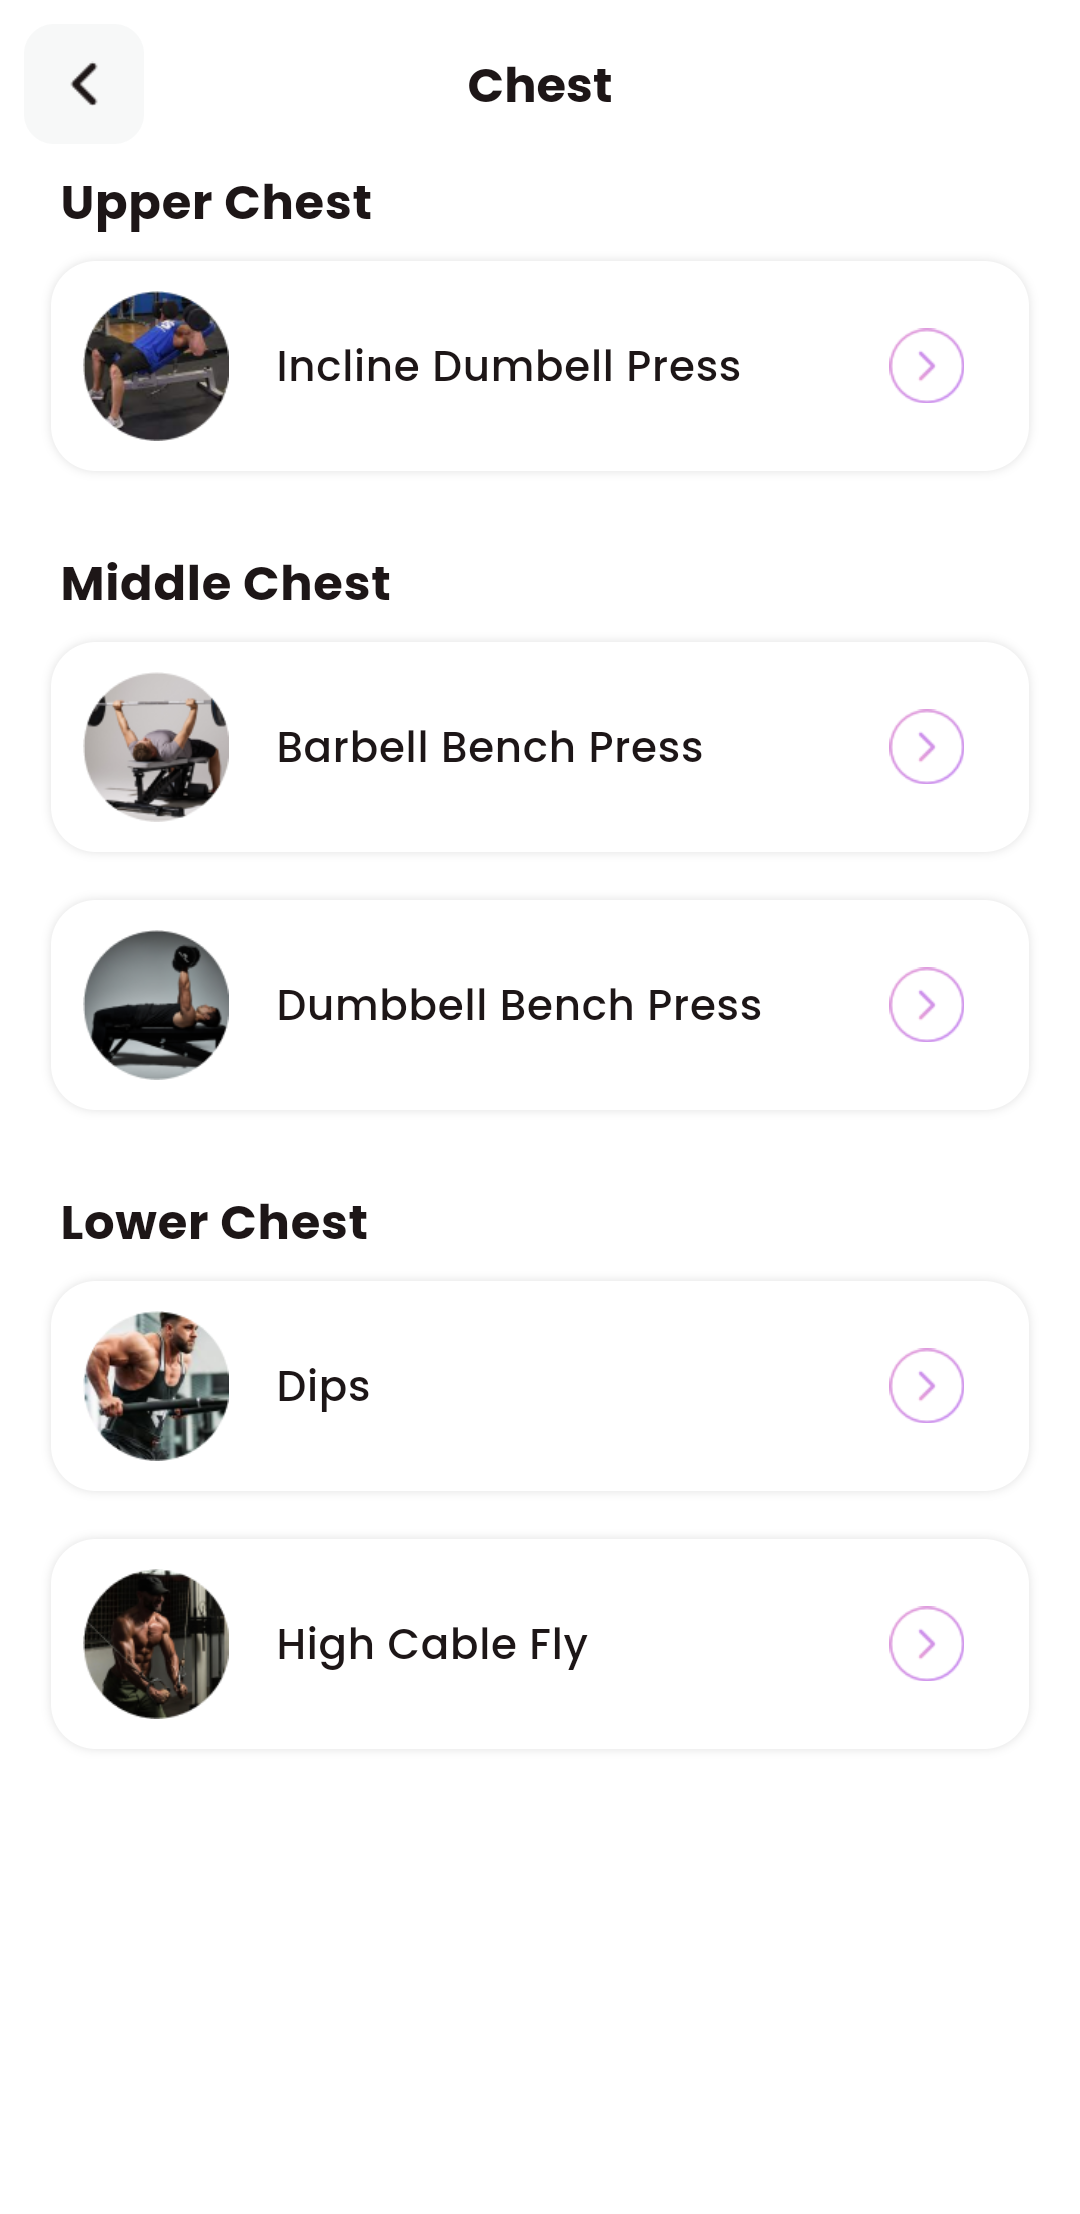 Chest
Upper Chest
Incline Dumbell Press
Middle Chest
Barbell Bench Press
Dumbbell Bench Press
Lower Chest
Dips
High Cable Fly